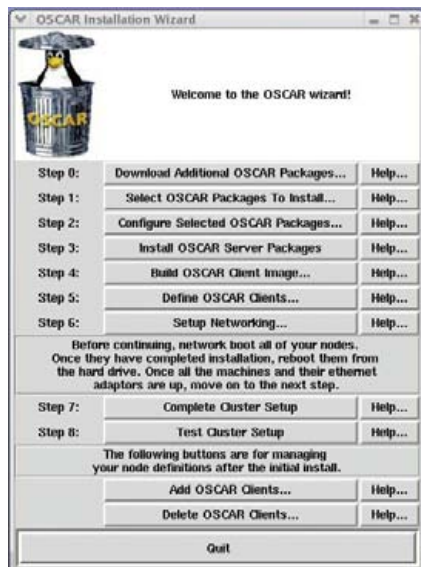 OSCAR Installation Wizard
OSCAR
Welcome to the OSCAR wizard!
Step 0: Download Additional OSCAR Packages... Help...
Step 1: Select OSCAR Packages To Install... Help...
Step 2: Configure Selected OSCAR Packages... Help...
Step 3: Install OSCAR Server Packages Help...
Step 4: Build OSCAR Client Image... Help...
Step 5: Define OSCAR Clients... Help...
Step 6: Setup Networking... Help...
Before continuing, network boot all of your nodes.
Once they have completed installation, reboot them from
the hard drive. Once all the machines and their ethernet
adaptors are up, move on to the next step.
Step 7: Complete Cluster Setup Help...
Step 8: Test Cluster Setup Help...
The following buttons are for managing
your node definitions after the initial install.
Add OSCAR Clients... Help...
Delete OSCAR Clients... Help...
Quit